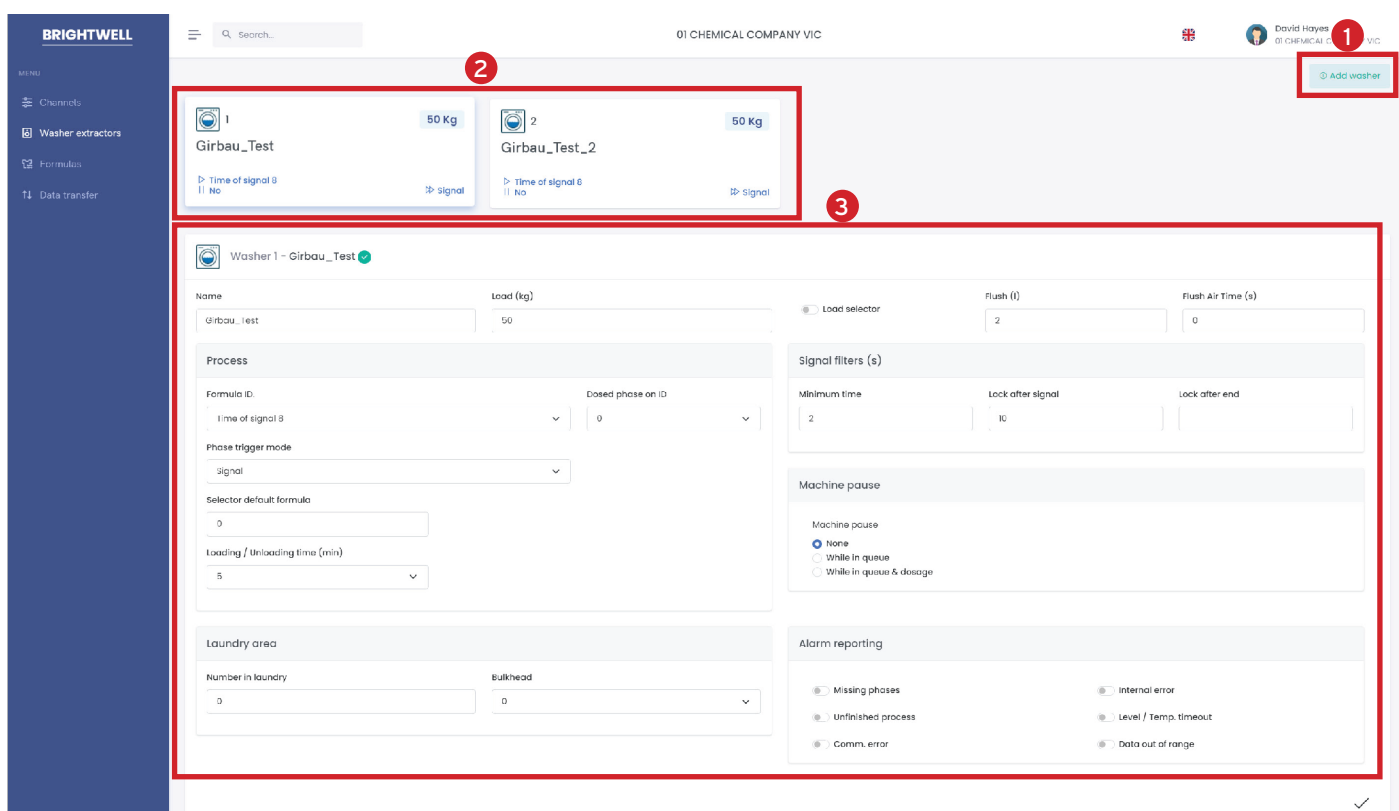 BRIGHTWELL
Search...
01 CHEMICAL COMPANY VIC
David Hayes
1
2
Add washer
MENU
Channels
Washer extractors
Formulas
Data transfer
1
50 Kg
Girbau_Test
Time of signal 8
No
Signal
2
50 Kg
Girbau_Test_2
Time of signal 8
No
Signal
3
Washer 1 - Girbau_Test
Name
Load (kg)
Load selector
Flush (l)
Flush Air Time (s)
Girbau_Test
50
2
0
Process
Formula ID.
Dosed phase on ID
Time of signal 8
0
Phase trigger mode
Signal
Selector default formula
0
Loading / Unloading time (min)
5
Signal filters (s)
Minimum time
Lock after signal
Lock after end
2
10
Machine pause
Machine pause
None
While in queue
While in queue & dosage
Laundry area
Number in laundry
Bulkhead
0
0
Alarm reporting
Missing phases
Internal error
Unfinished process
Level / Temp. timeout
Comm. error
Data out of range